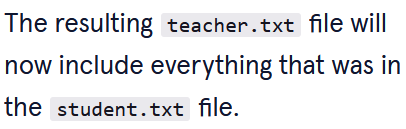 The resulting teacher.txt file will
now include everything that was in
the student.txt file.